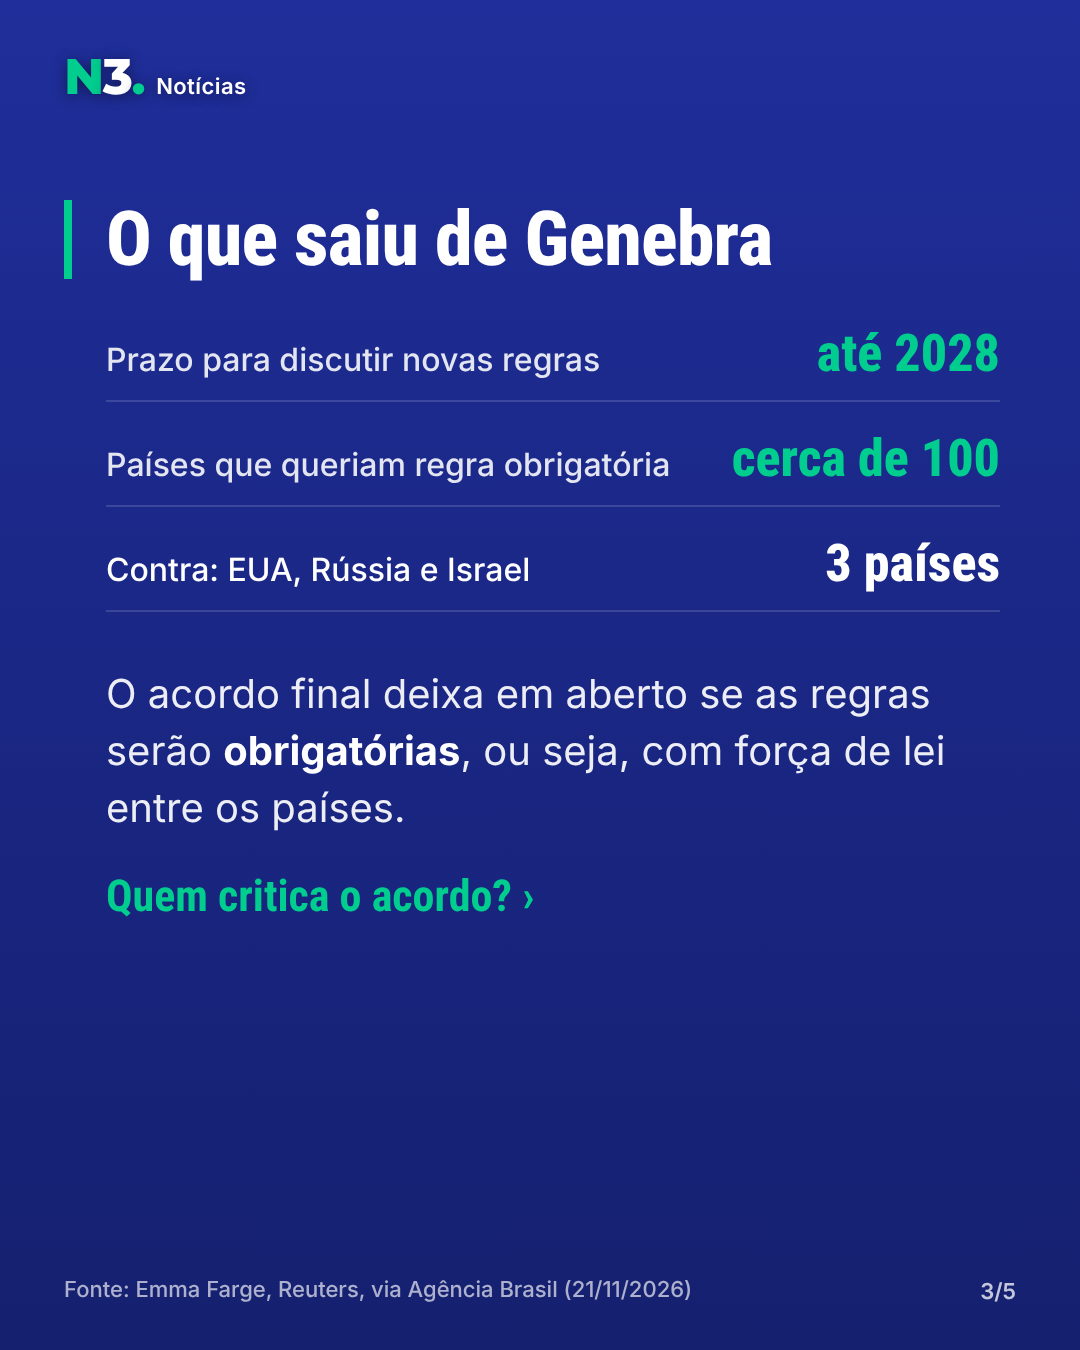 N3. Notícias
O que saiu de Genebra
Prazo para discutir novas regras até 2028
Países que queriam regra obrigatória cerca de 100
Contra: EUA, Rússia e Israel 3 países
O acordo final deixa em aberto se as regras
serão obrigatórias, ou seja, com força de lei
entre os países.
Quem critica o acordo? ›
Fonte: Emma Farge, Reuters, via Agência Brasil (21/11/2026) 3/5